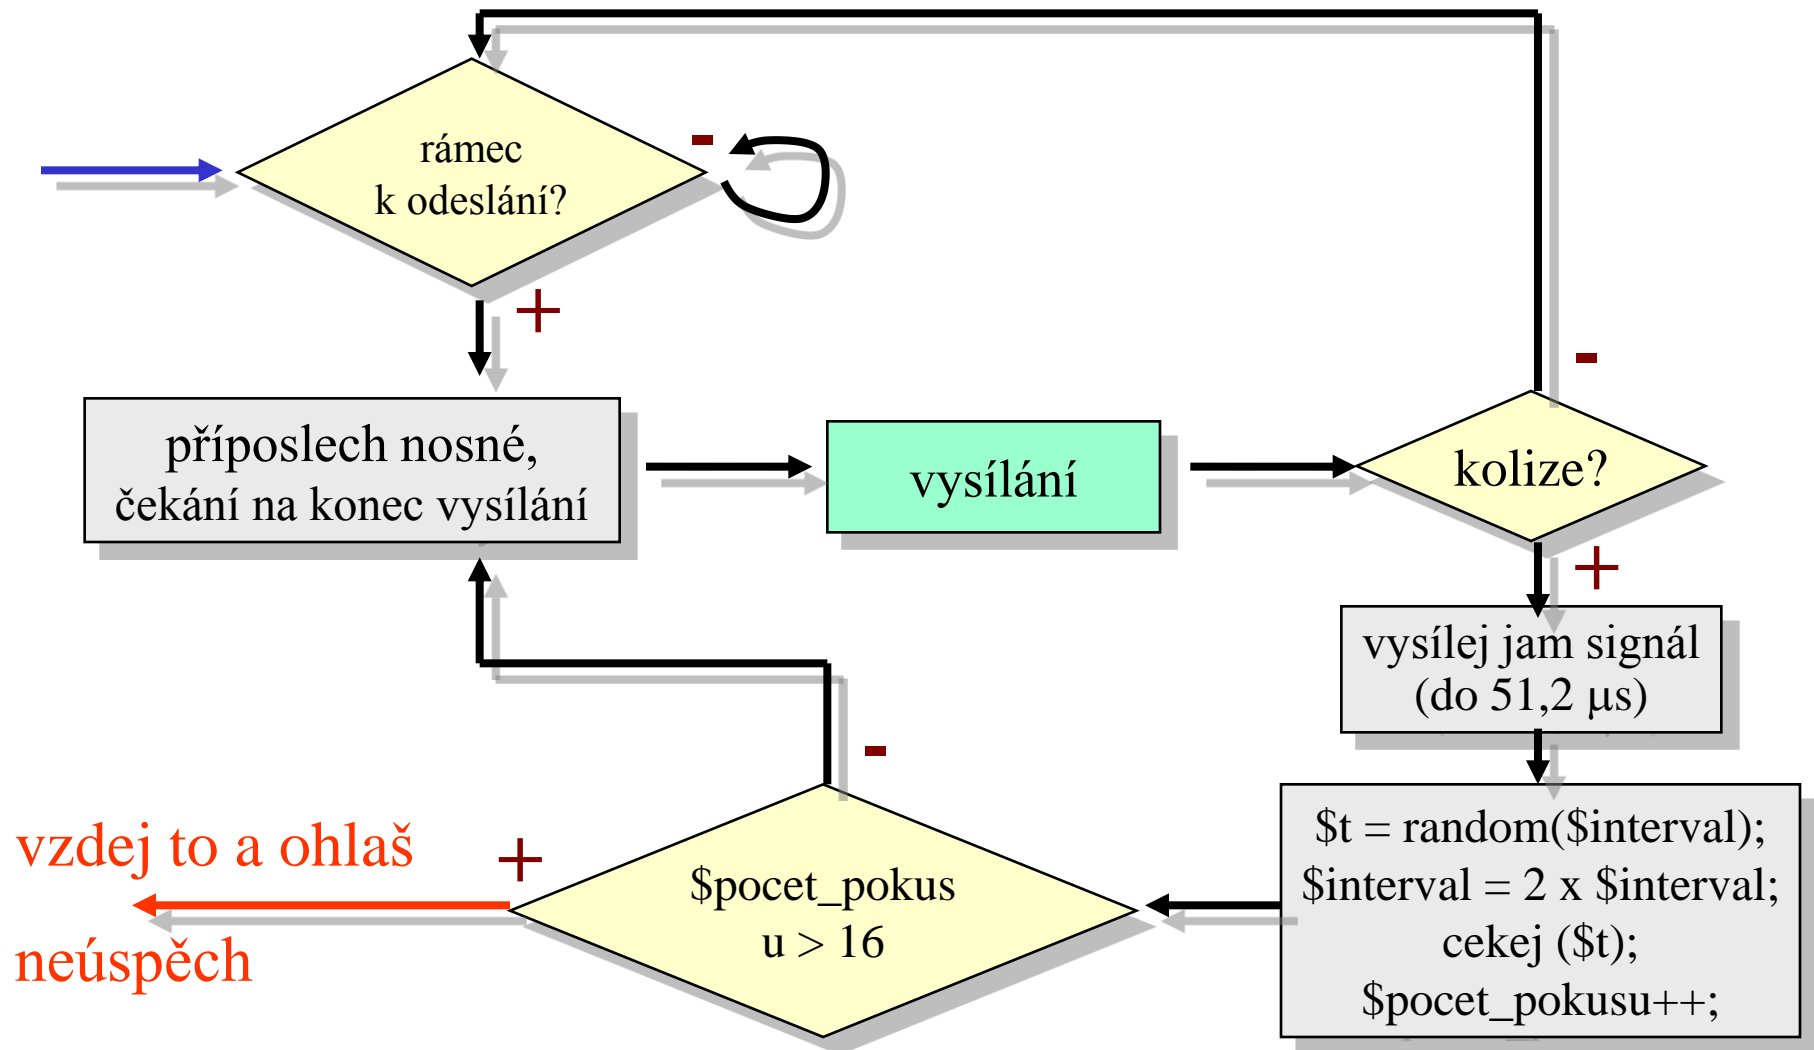 rámec
k odeslání?
-
+
příposlech nosné,
čekání na konec vysílání
vysílání
kolize?
-
+
vysílej jam signál
(do 51,2 μs)
$t = random($interval);
$interval = 2 x $interval;
cekej ($t);
$pocet_pokusu++;
$pocet_pokus
u > 16
-
+
vzdej to a ohlaš
neúspěch